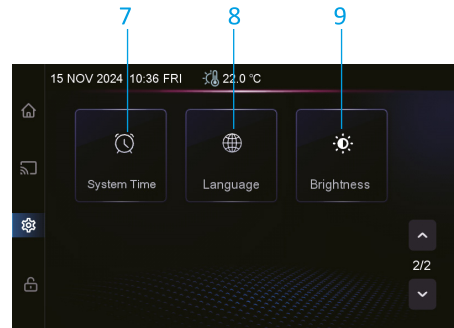 7 8 9
15 NOV 2024 10:36 FRI 22.0 °C
System Time Language Brightness
2/2